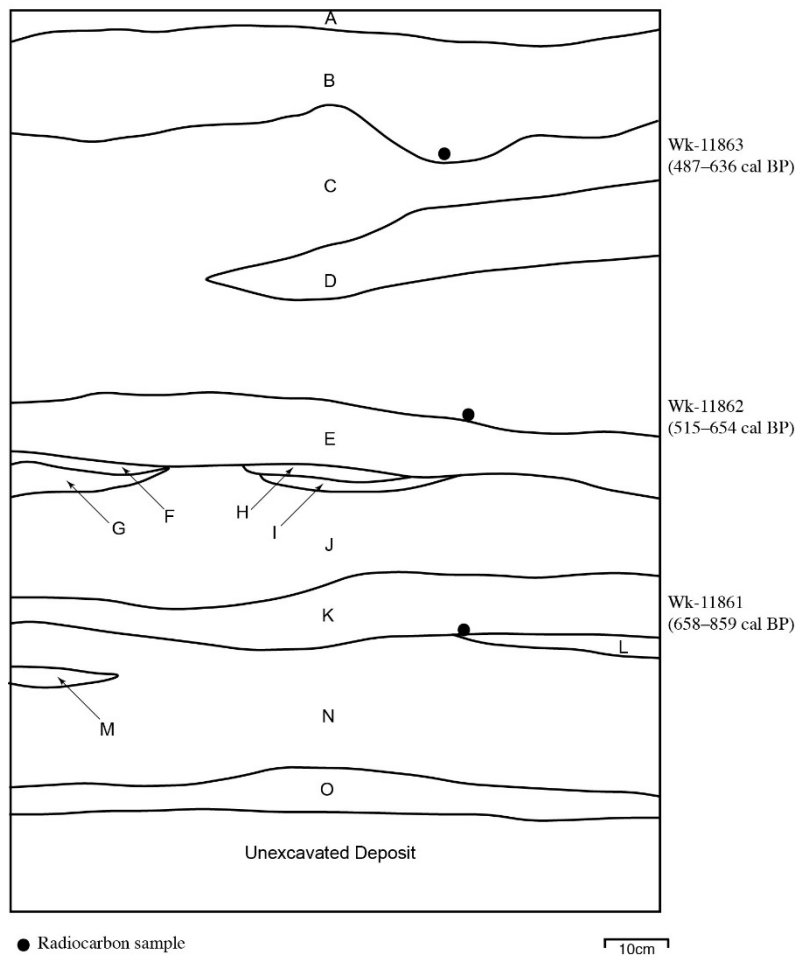 A
B
Wk-11863
(487–636 cal BP)
C
D
Wk-11862
(515–654 cal BP)
E
F
G
H
I
J
Wk-11861
(658–859 cal BP)
K
L
M
N
O
Unexcavated Deposit
Radiocarbon sample
10cm